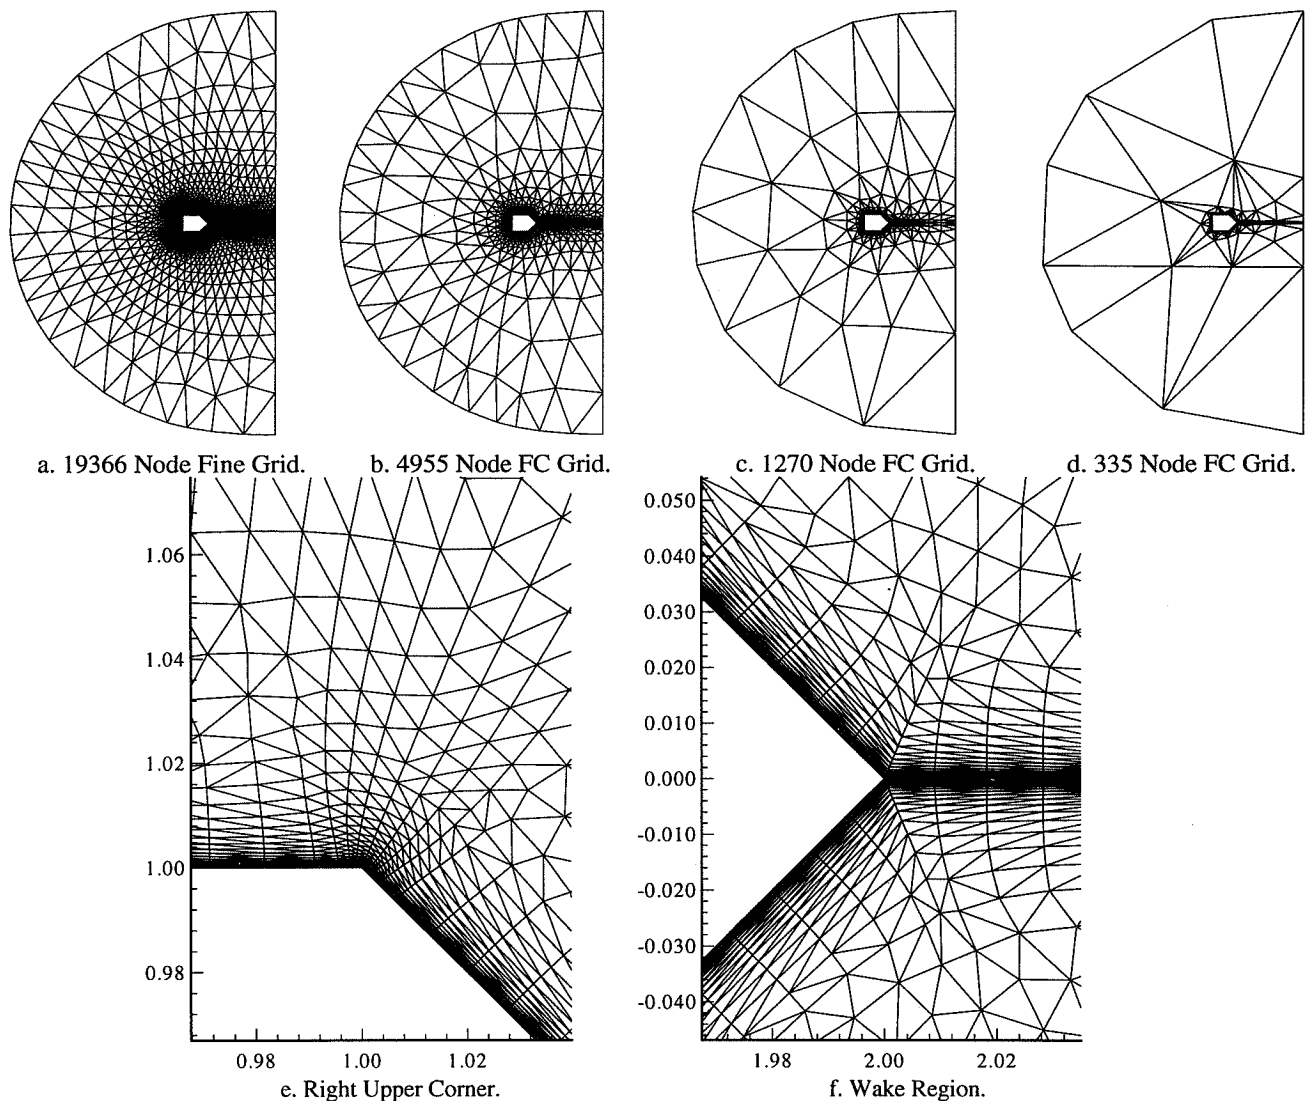 a. 19366 Node Fine Grid.
b. 4955 Node FC Grid.
c. 1270 Node FC Grid.
d. 335 Node FC Grid.
1.06
1.04
1.02
1.00
0.98
0.98 1.00 1.02
e. Right Upper Corner.
0.050
0.040
0.030
0.020
0.010
0.000
-0.010
-0.020
-0.030
-0.040
1.98 2.00 2.02
f. Wake Region.